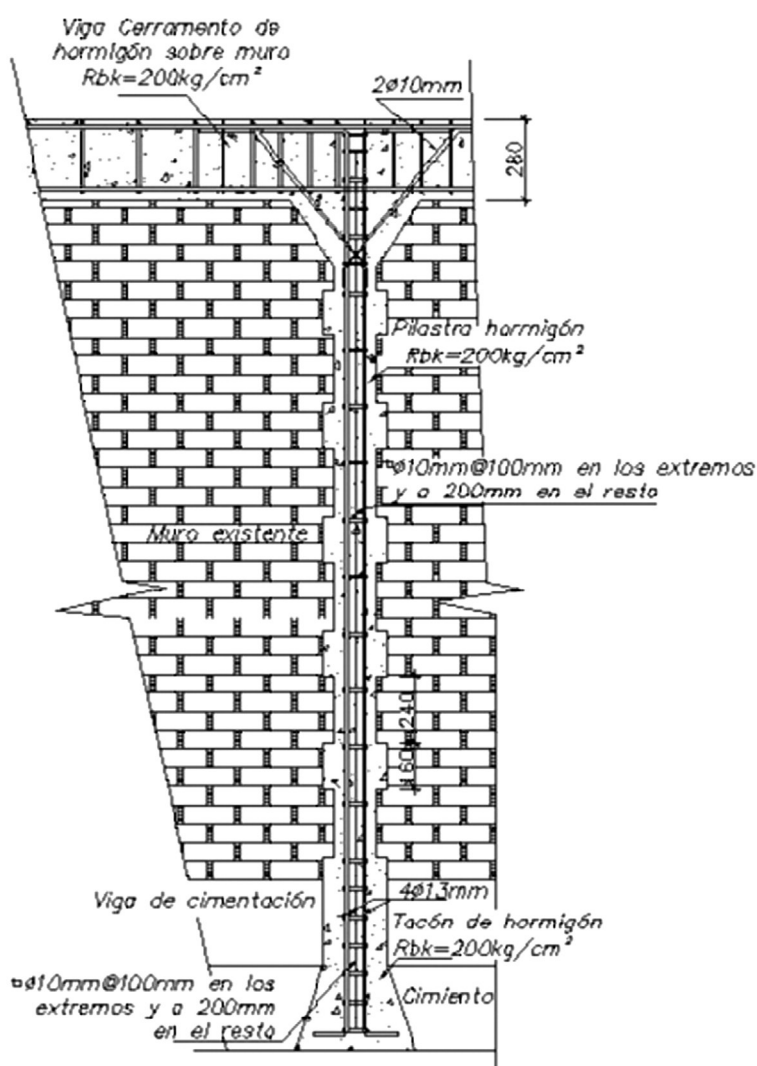 Viga Cerramento de
hormigón sobre muro
Rbk=200kg/cm²
2ø10mm
280
Pilastra horrmigón
Rbk=200kg/cm²
ø10mm@100mm en los extremos
y a 200mm en el resto
Muro existente
240
160
Viga de cimentación
4ø13mm
Tacón de hormigón
Rbk=200kg/cm²
ø10mm@100mm en los
extremos y a 200mm
en el resto
Cimiento